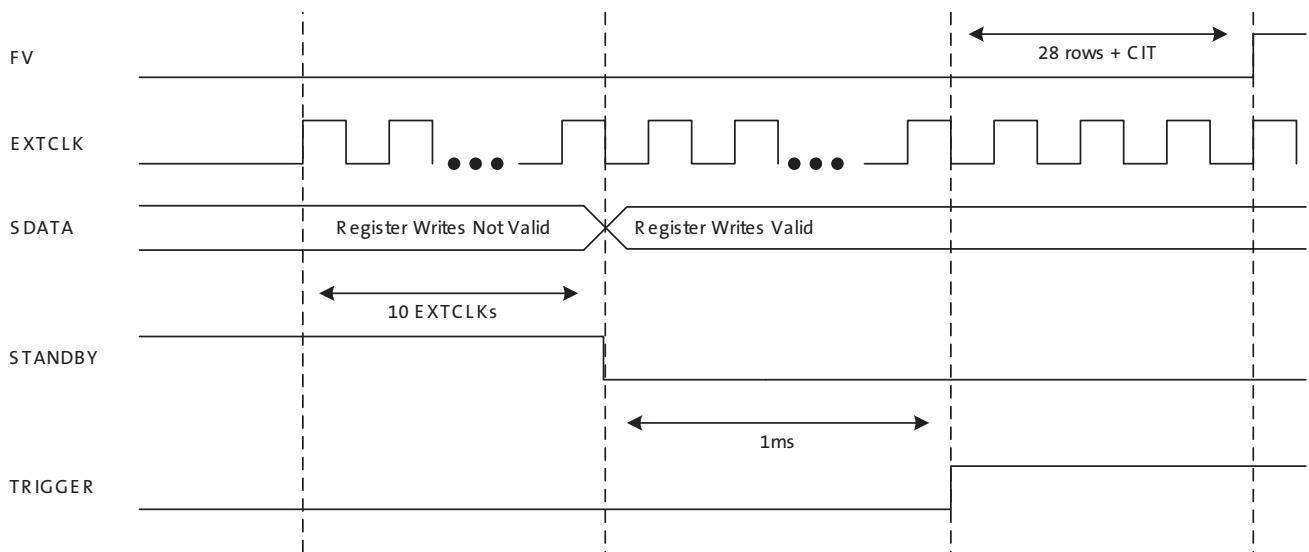 FV
28 rows + CIT
EXTCLK
SDATA
Register Writes Not Valid
Register Writes Valid
10 EXTCLKs
STANDBY
1ms
TRIGGER